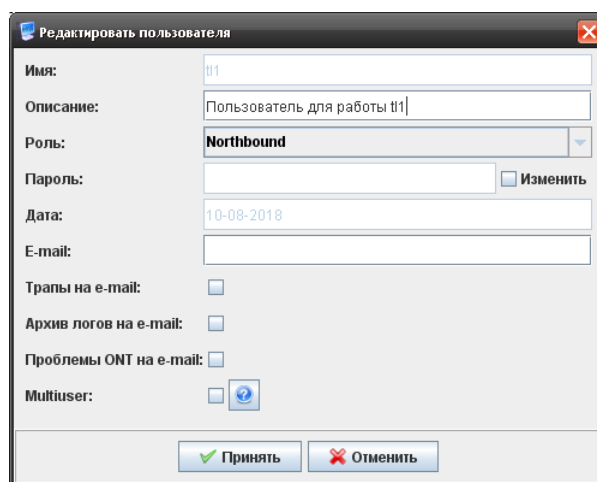 Редактировать пользователя
Имя: tl1
Описание: Пользователь для работы tl1
Роль: Northbound
Пароль: Изменить
Дата: 10-08-2018
E-mail:
Трапы на e-mail:
Архив логов на e-mail:
Проблемы ONT на e-mail:
Multiuser: ?
Принять Отменить